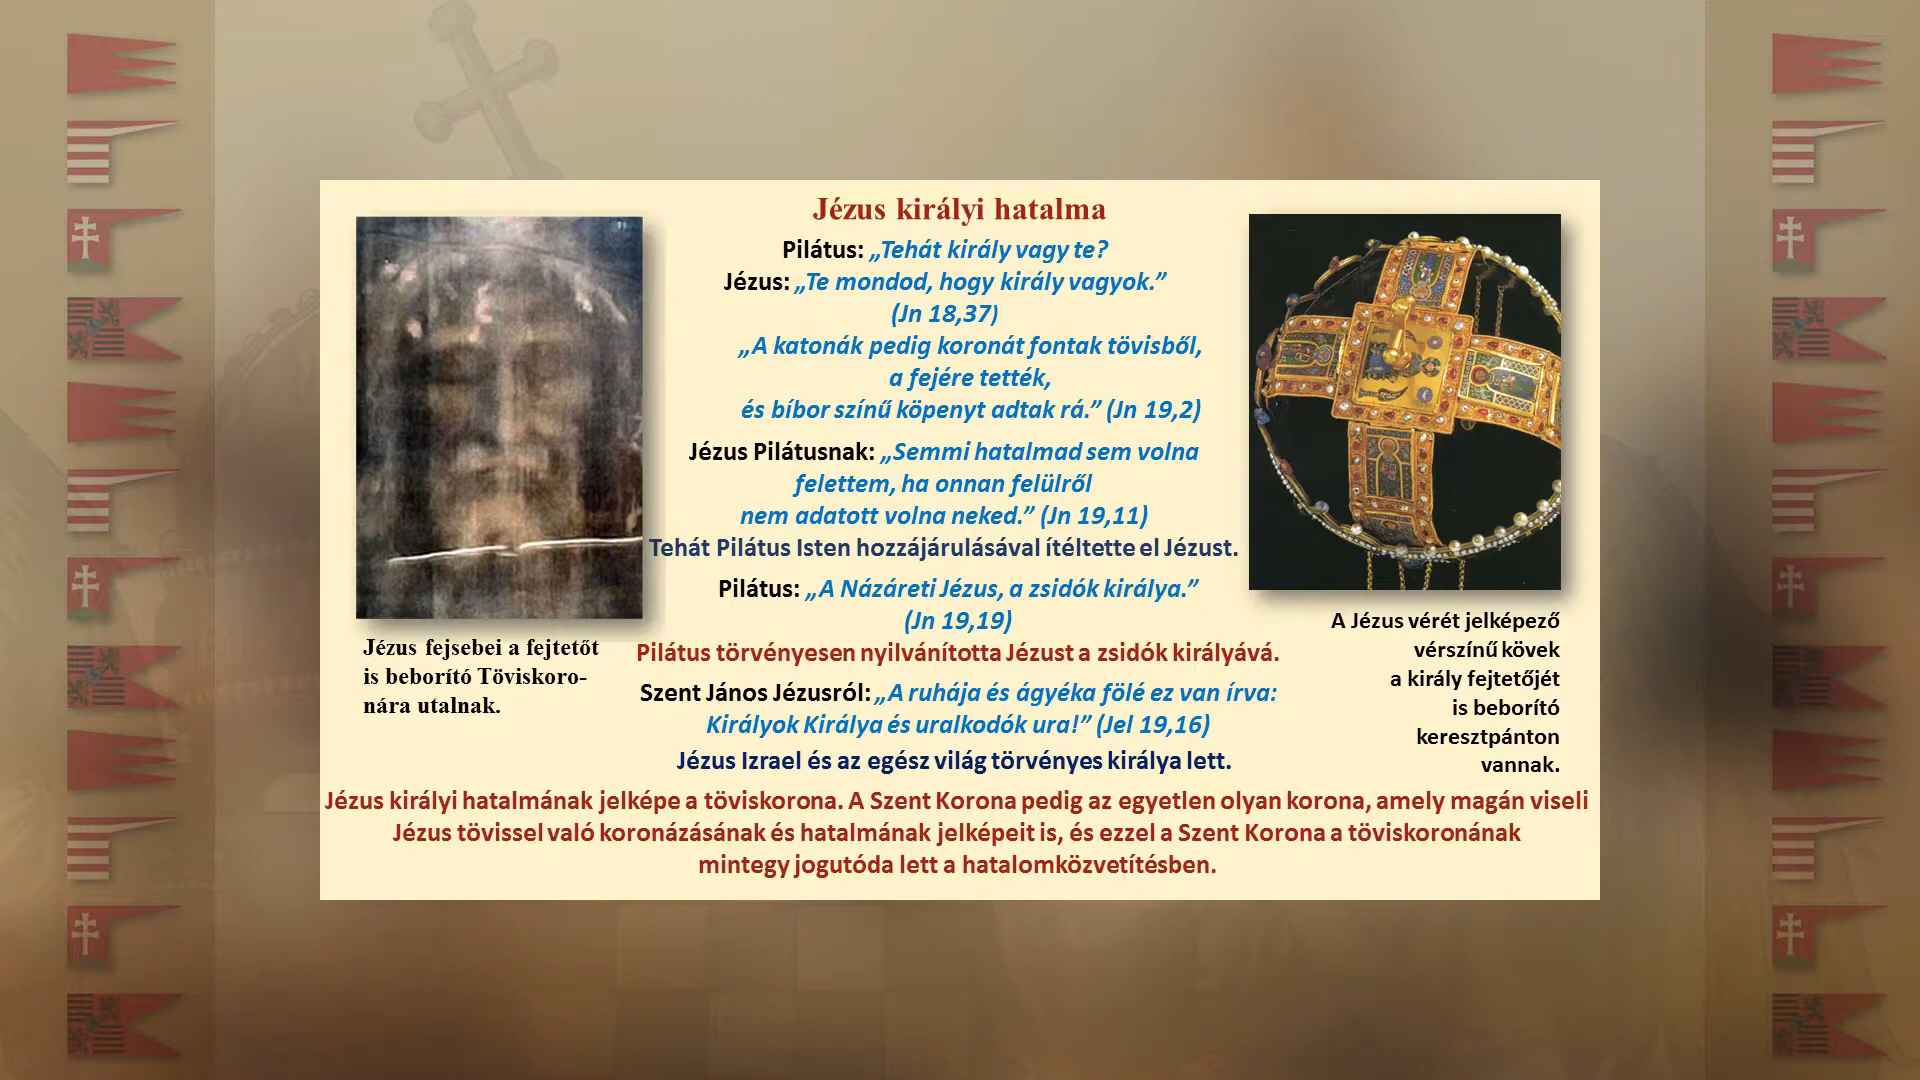 Jézus királyi hatalma
Pilátus: „Tehát király vagy te?
Jézus: „Te mondod, hogy király vagyok.”
(Jn 18,37)
„A katonák pedig koronát fontak tövisből,
a fejére tették,
és bíbor színű köpenyt adtak rá.” (Jn 19,2)
Jézus Pilátusnak: „Semmi hatalmad sem volna
felettem, ha onnan felülről
nem adatott volna neked.” (Jn 19,11)
Tehát Pilátus Isten hozzájárulásával ítéltette el Jézust.
Pilátus: „A Názáreti Jézus, a zsidók királya.”
(Jn 19,19)
Pilátus törvényesen nyilvánította Jézust a zsidók királyává.
Szent János Jézusról: „A ruhája és ágyéka fölé ez van írva:
Királyok Királya és uralkodók ura!” (Jel 19,16)
Jézus Izrael és az egész világ törvényes királya lett.
Jézus fejsebei a fejtetőt
is beborító Töviskoro-
nára utalnak.
A Jézus vérét jelképező
vérszínű kövek
a király fejtetőjét
is beborító
keresztpánton
vannak.
Jézus királyi hatalmának jelképe a töviskorona. A Szent Korona pedig az egyetlen olyan korona, amely magán viseli
Jézus tövissel való koronázásának és hatalmának jelképeit is, és ezzel a Szent Korona a töviskoronának
mintegy jogutóda lett a hatalomközvetítésben.